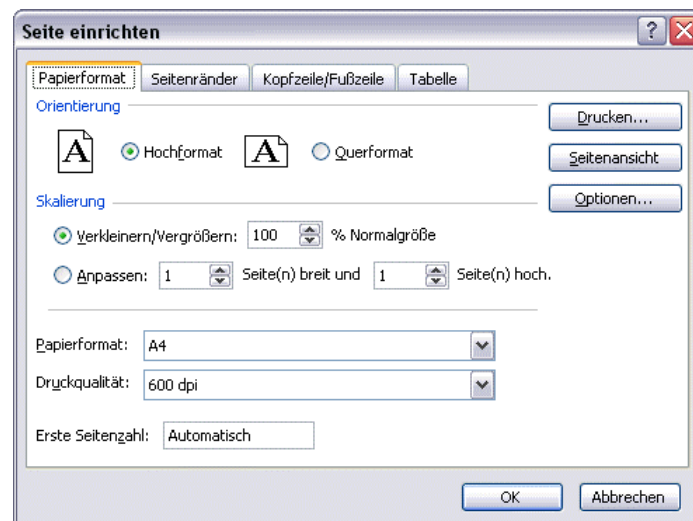 Seite einrichten
Papierformat Seitenränder Kopfzeile/Fußzeile Tabelle
Orientierung
Drucken...
A Hochformat A Querformat
Seitenansicht
Skalierung
Optionen...
Verkleinern/Vergrößern: 100 % Normalgröße
Anpassen: 1 Seite(n) breit und 1 Seite(n) hoch.
Papierformat: A4
Druckqualität: 600 dpi
Erste Seitenzahl: Automatisch
OK Abbrechen